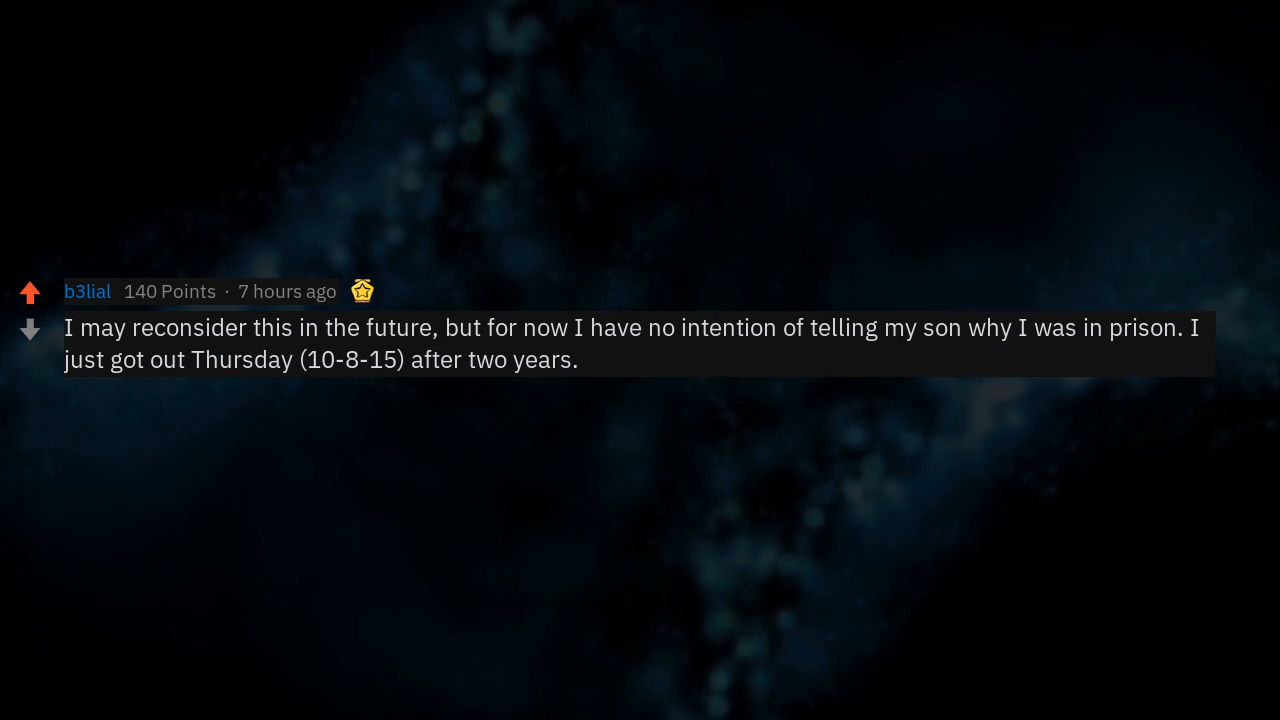 b3lial 140 Points · 7 hours ago
I may reconsider this in the future, but for now I have no intention of telling my son why I was in prison. I
just got out Thursday (10-8-15) after two years.